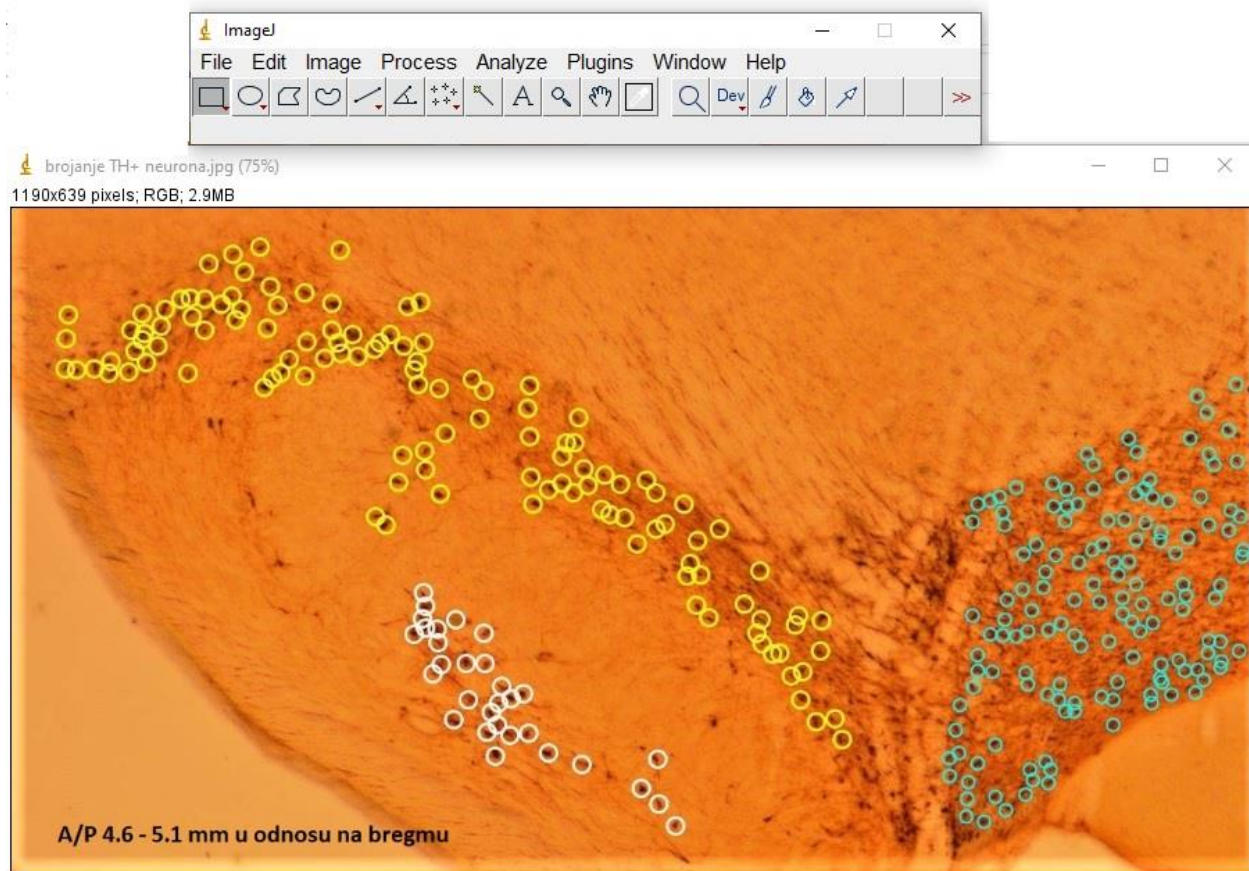 ImageJ
File Edit Image Process Analyze Plugins Window Help
Dev
>>
brojanje TH+ neurona.jpg (75%)
1190x639 pixels; RGB; 2.9MB
A/P 4.6 - 5.1 mm u odnosu na bregmu